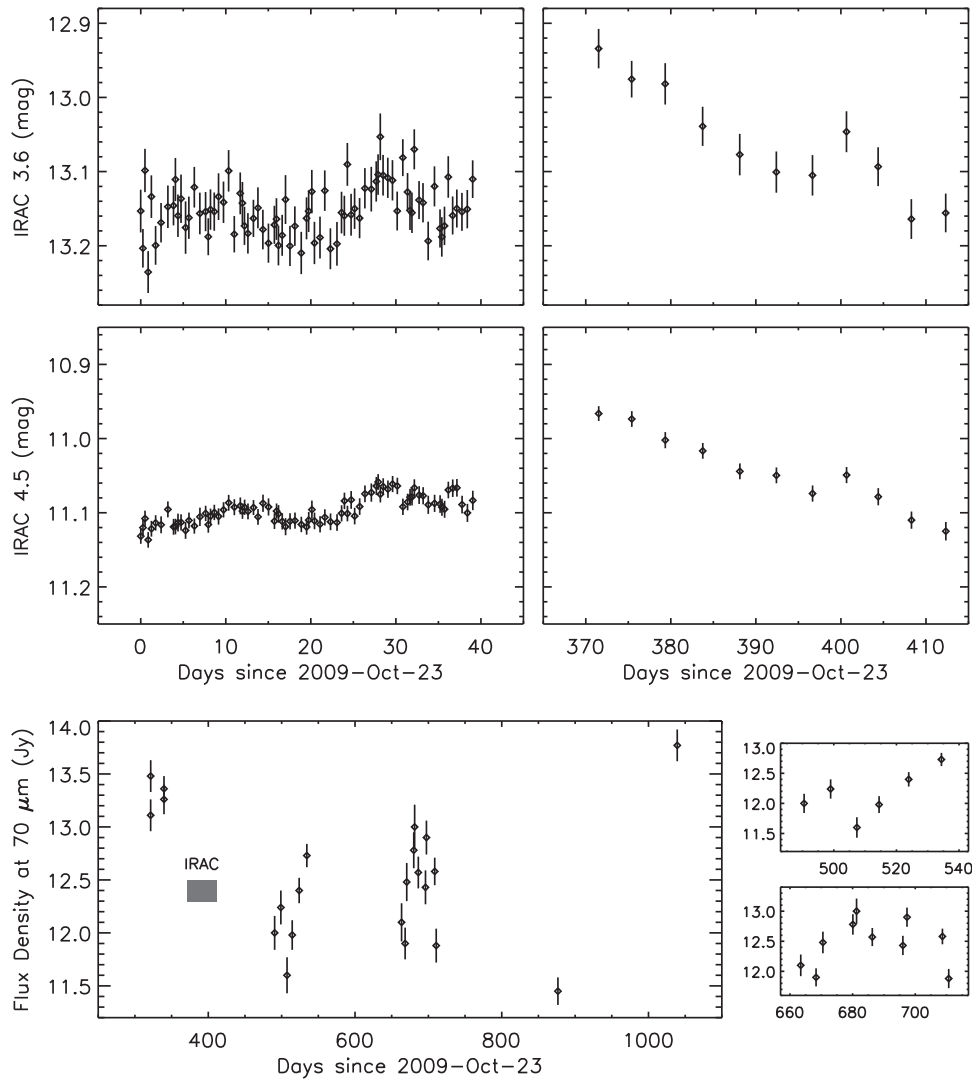 12.9
13.0
13.1
13.2
IRAC 3.6 (mag)
10.9
11.0
11.1
11.2
IRAC 4.5 (mag)
0 10 20 30 40
Days since 2009-Oct-23
370 380 390 400 410
Days since 2009-Oct-23
14.0
13.5
13.0
12.5
12.0
11.5
Flux Density at 70 μm (Jy)
IRAC
400 600 800 1000
Days since 2009-Oct-23
13.0
12.5
12.0
11.5
500 520 540
13.0
12.5
12.0
660 680 700